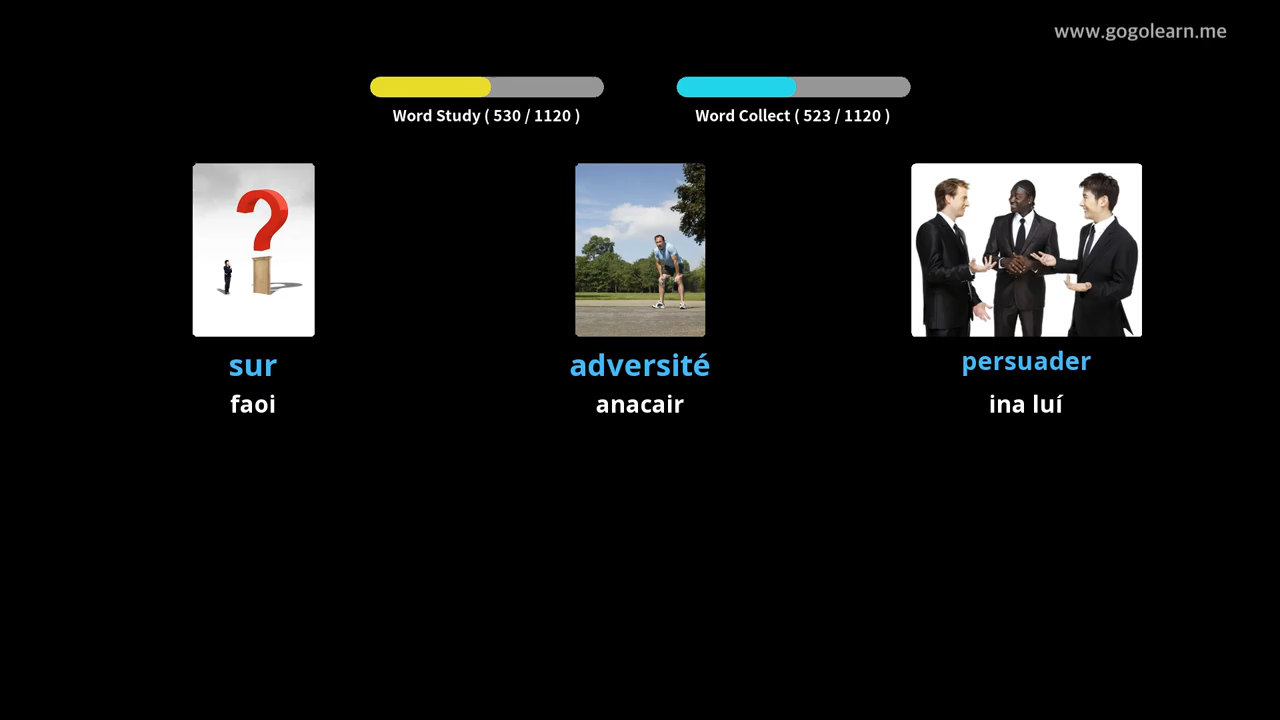 www.gogolearn.me
Word Study ( 530 / 1120 )
Word Collect ( 523 / 1120 )
sur
faoi
adversité
anacair
persuader
ina luí